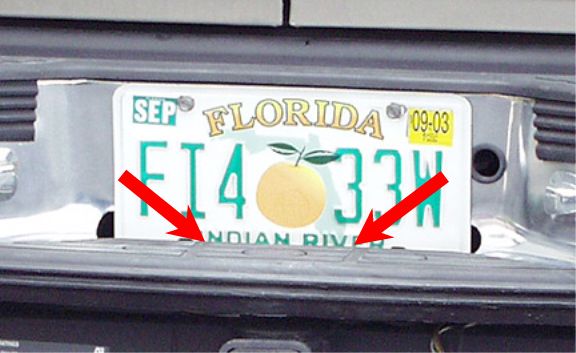 SEP
FLORIDA
09-03
FI4 33W
INDIAN RIVER